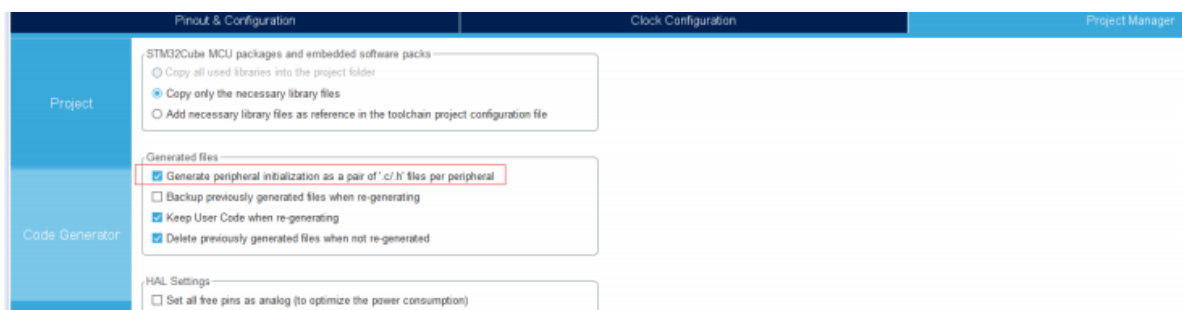 Pinout & Configuration
Clock Configuration
Project Manager
STM32Cube MCU packages and embedded software packs
Copy all used libraries into the project folder
Copy only the necessary library files
Add necessary library files as reference in the toolchain project configuration file
Project
Generated files
Generate peripheral initialization as a pair of '.c/.h' files per peripheral
Backup previously generated files when re-generating
Keep User Code when re-generating
Delete previously generated files when not re-generated
Code Generator
HAL Settings
Set all free pins as analog (to optimize the power consumption)